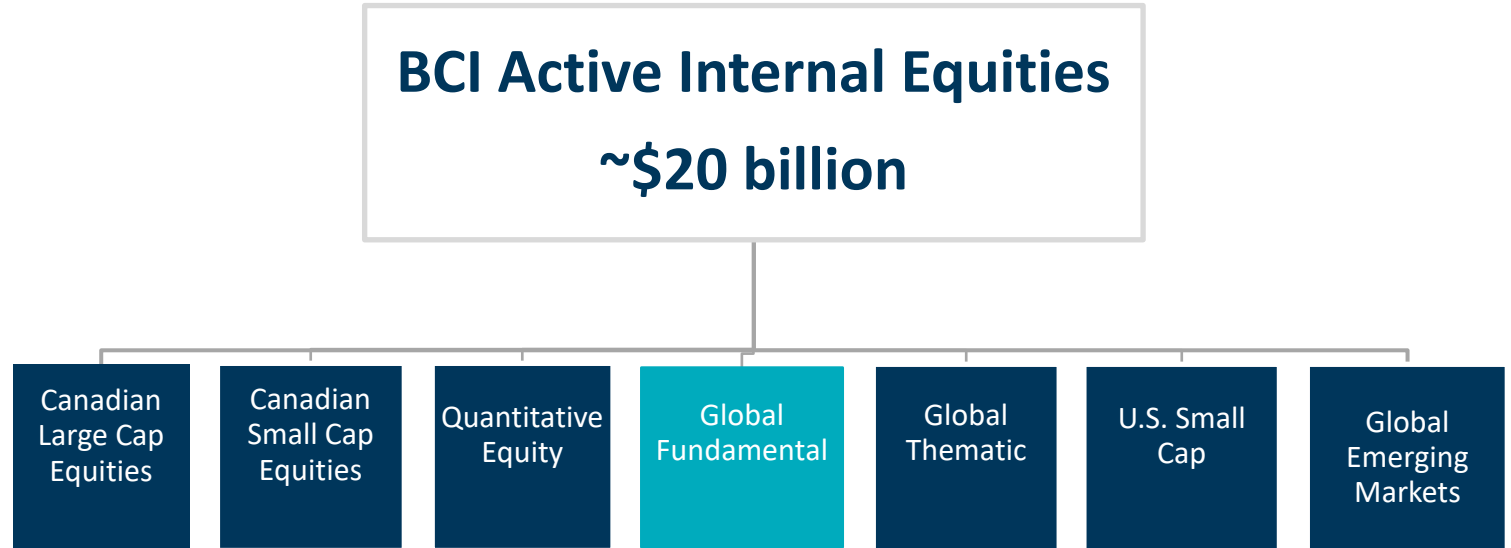 BCI Active Internal Equities
~$20 billion
Canadian
Large Cap
Equities
Canadian
Small Cap
Equities
Quantitative
Equity
Global
Fundamental
Global
Thematic
U.S. Small
Cap
Global
Emerging
Markets